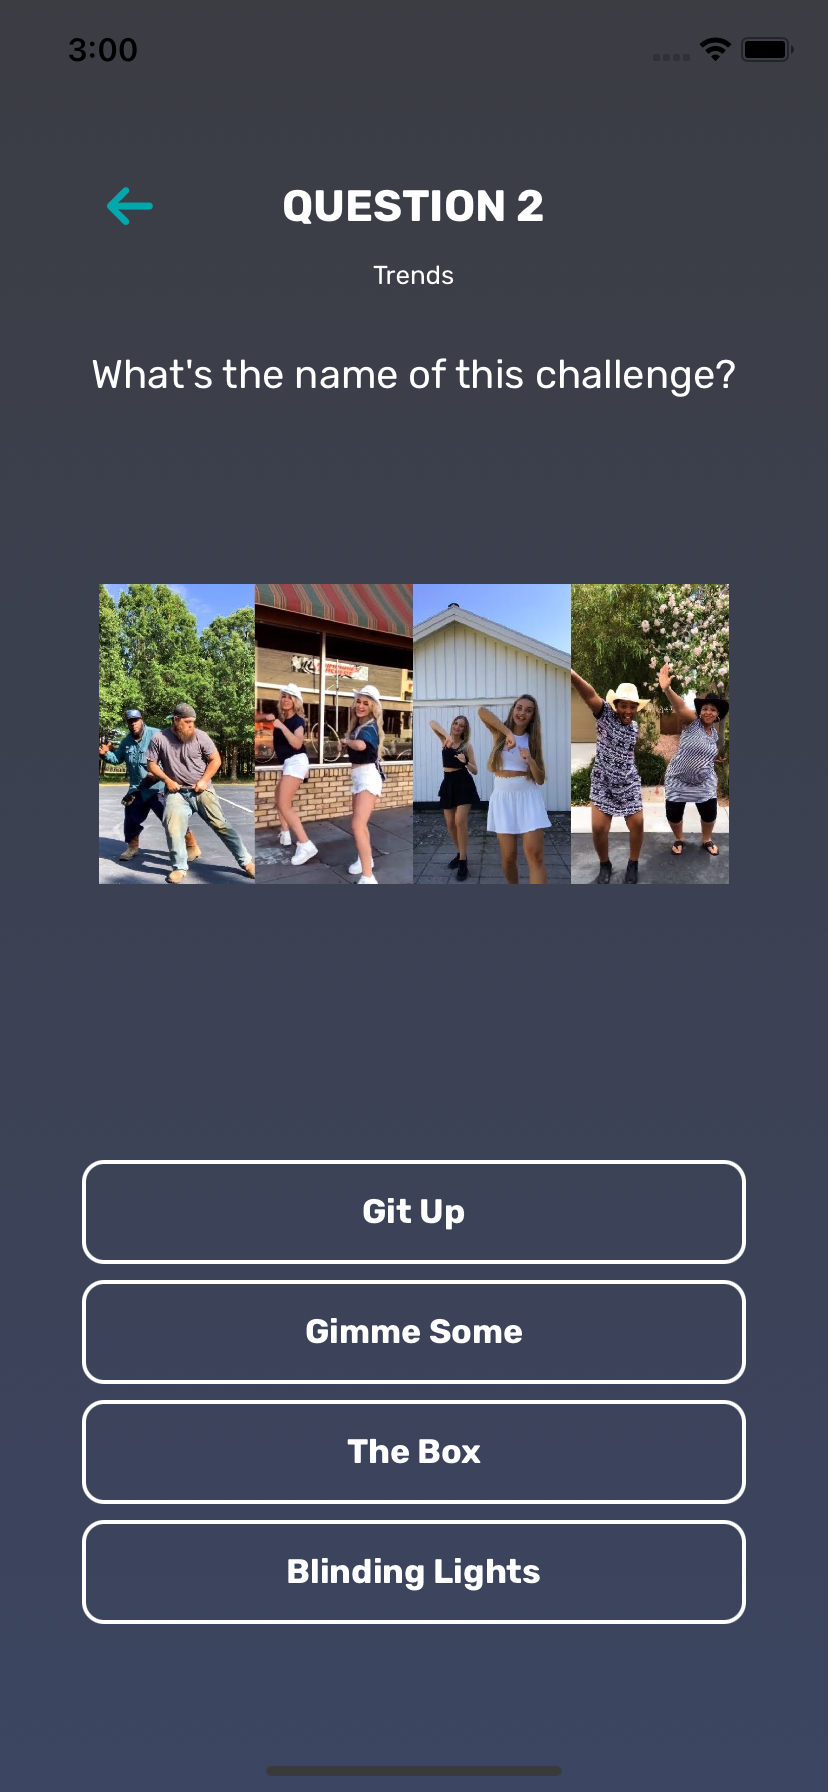 3:00
QUESTION 2
Trends
What's the name of this challenge?
Git Up
Gimme Some
The Box
Blinding Lights